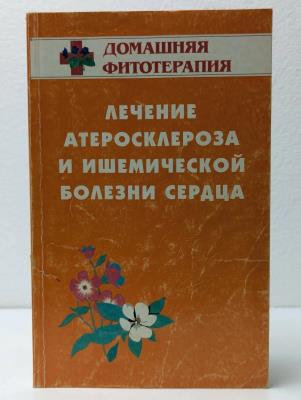 ДОМАШНЯЯ
ФИТОТЕРАПИЯ
ЛЕЧЕНИЕ
АТЕРОСКЛЕРОЗА
И ИШЕМИЧЕСКОЙ
БОЛЕЗНИ СЕРДЦА